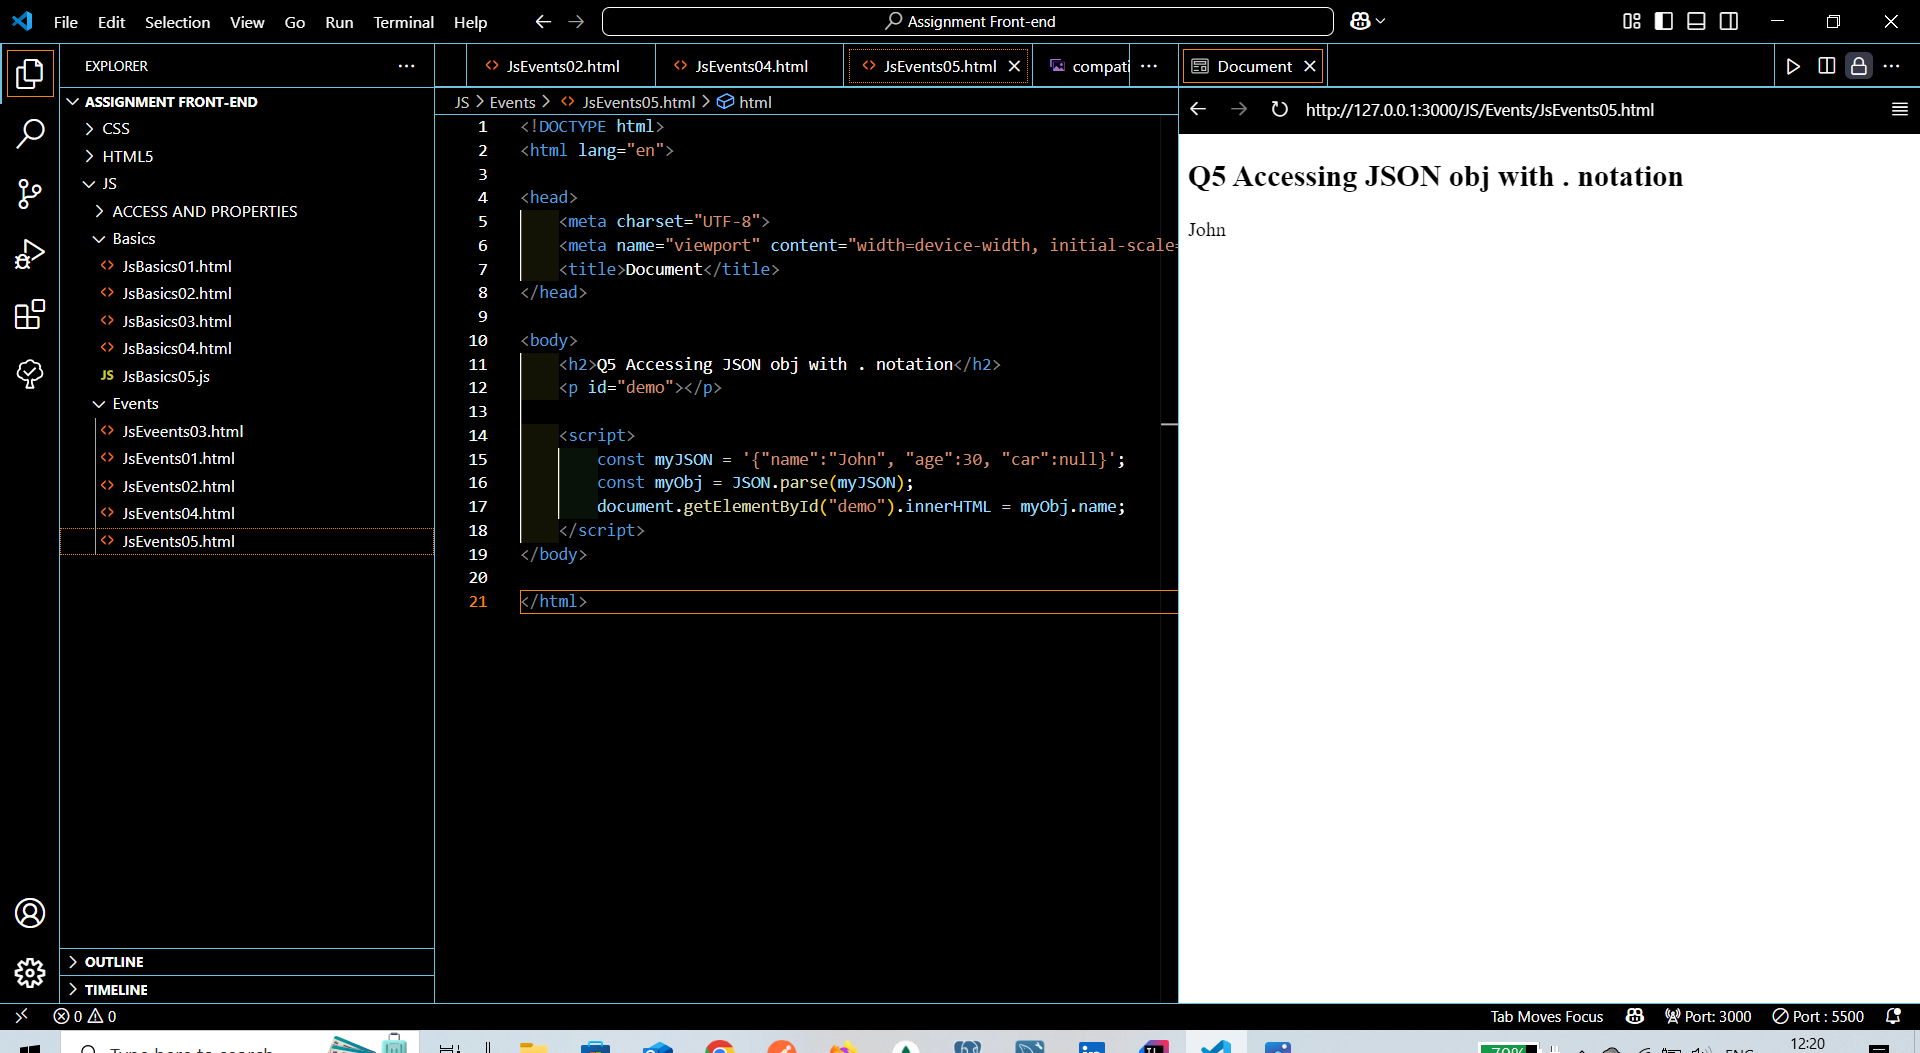 File Edit Selection View Go Run Terminal Help
Assignment Front-end
EXPLORER
ASSIGNMENT FRONT-END
CSS
HTML5
JS
ACCESS AND PROPERTIES
Basics
JsBasics01.html
JsBasics02.html
JsBasics03.html
JsBasics04.html
JS JsBasics05.js
Events
JsEveents03.html
JsEvents01.html
JsEvents02.html
JsEvents04.html
JsEvents05.html
OUTLINE
TIMELINE
JsEvents02.html JsEvents04.html JsEvents05.html compati
JS > Events > JsEvents05.html > html
1 <!DOCTYPE html>
2 <html lang="en">
3
4 <head>
5 <meta charset="UTF-8">
6 <meta name="viewport" content="width=device-width, initial-scale=
7 <title>Document</title>
8 </head>
9
10 <body>
11 <h2>Q5 Accessing JSON obj with . notation</h2>
12 <p id="demo"></p>
13
14 <script>
15 const myJSON = '{"name":"John", "age":30, "car":null}';
16 const myObj = JSON.parse(myJSON);
17 document.getElementById("demo").innerHTML = myObj.name;
18 </script>
19 </body>
20
21 </html>
Document
http://127.0.0.1:3000/JS/Events/JsEvents05.html
Q5 Accessing JSON obj with . notation
John
0 0
Tab Moves Focus Port: 3000 Port : 5500
Type here to search
79%
ENG
12:20